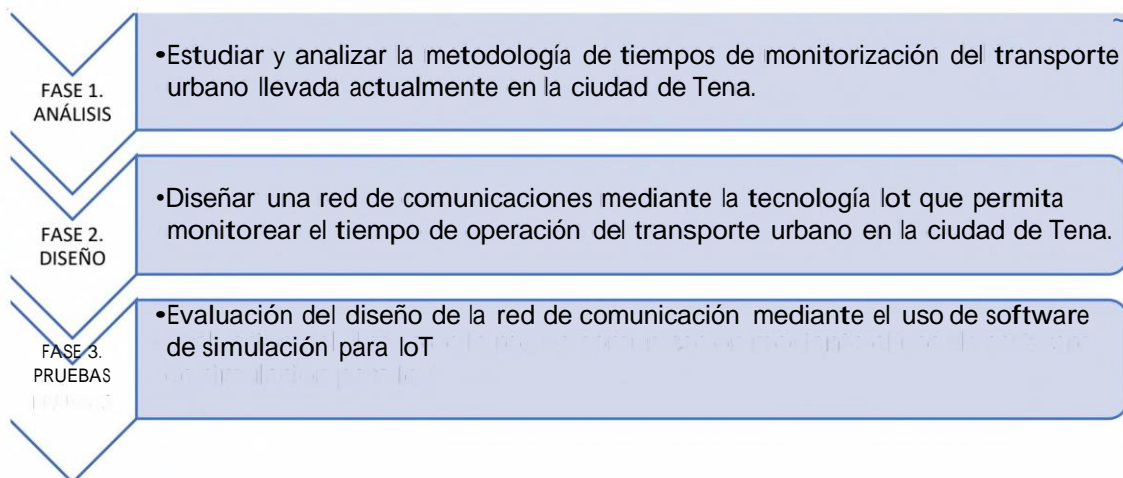 FASE 1.
ANÁLISIS
•Estudiar y analizar la metodología de tiempos de monitorización del transporte
urbano llevada actualmente en la ciudad de Tena.
FASE 2.
DISEÑO
•Diseñar una red de comunicaciones mediante la tecnología Iot que permita
monitorear el tiempo de operación del transporte urbano en la ciudad de Tena.
FASE 3.
PRUEBAS
•Evaluación del diseño de la red de comunicación mediante el uso de software
de simulación para IoT